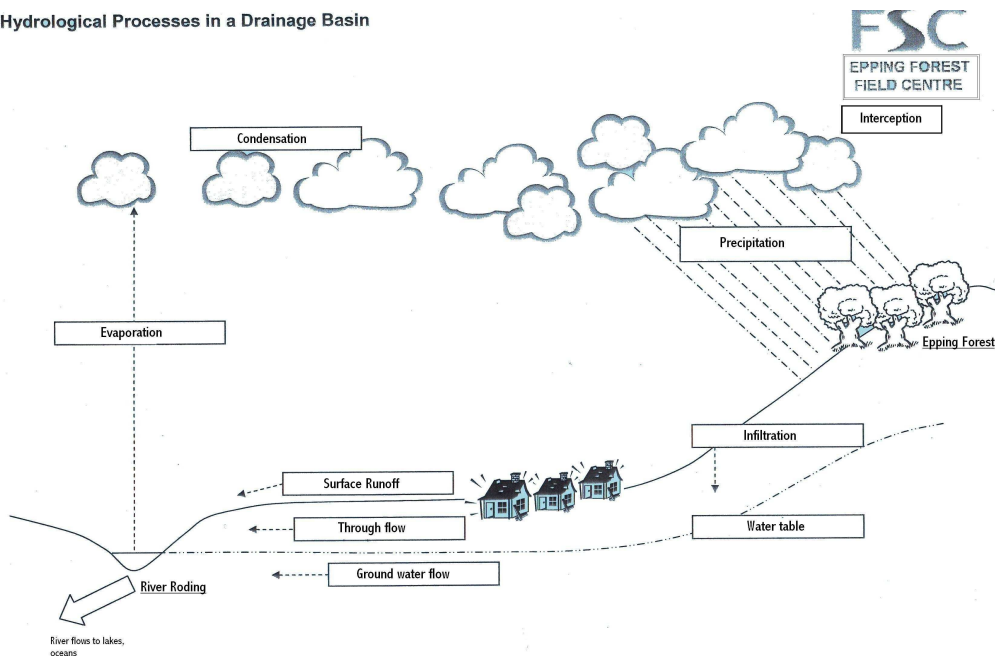 Hydrological Processes in a Drainage Basin
FSC
EPPING FOREST
FIELD CENTRE
Interception
Condensation
Precipitation
Evaporation
Epping Forest
Infiltration
Surface Runoff
Through flow
Water table
Ground water flow
River Roding
River flows to lakes,
oceans